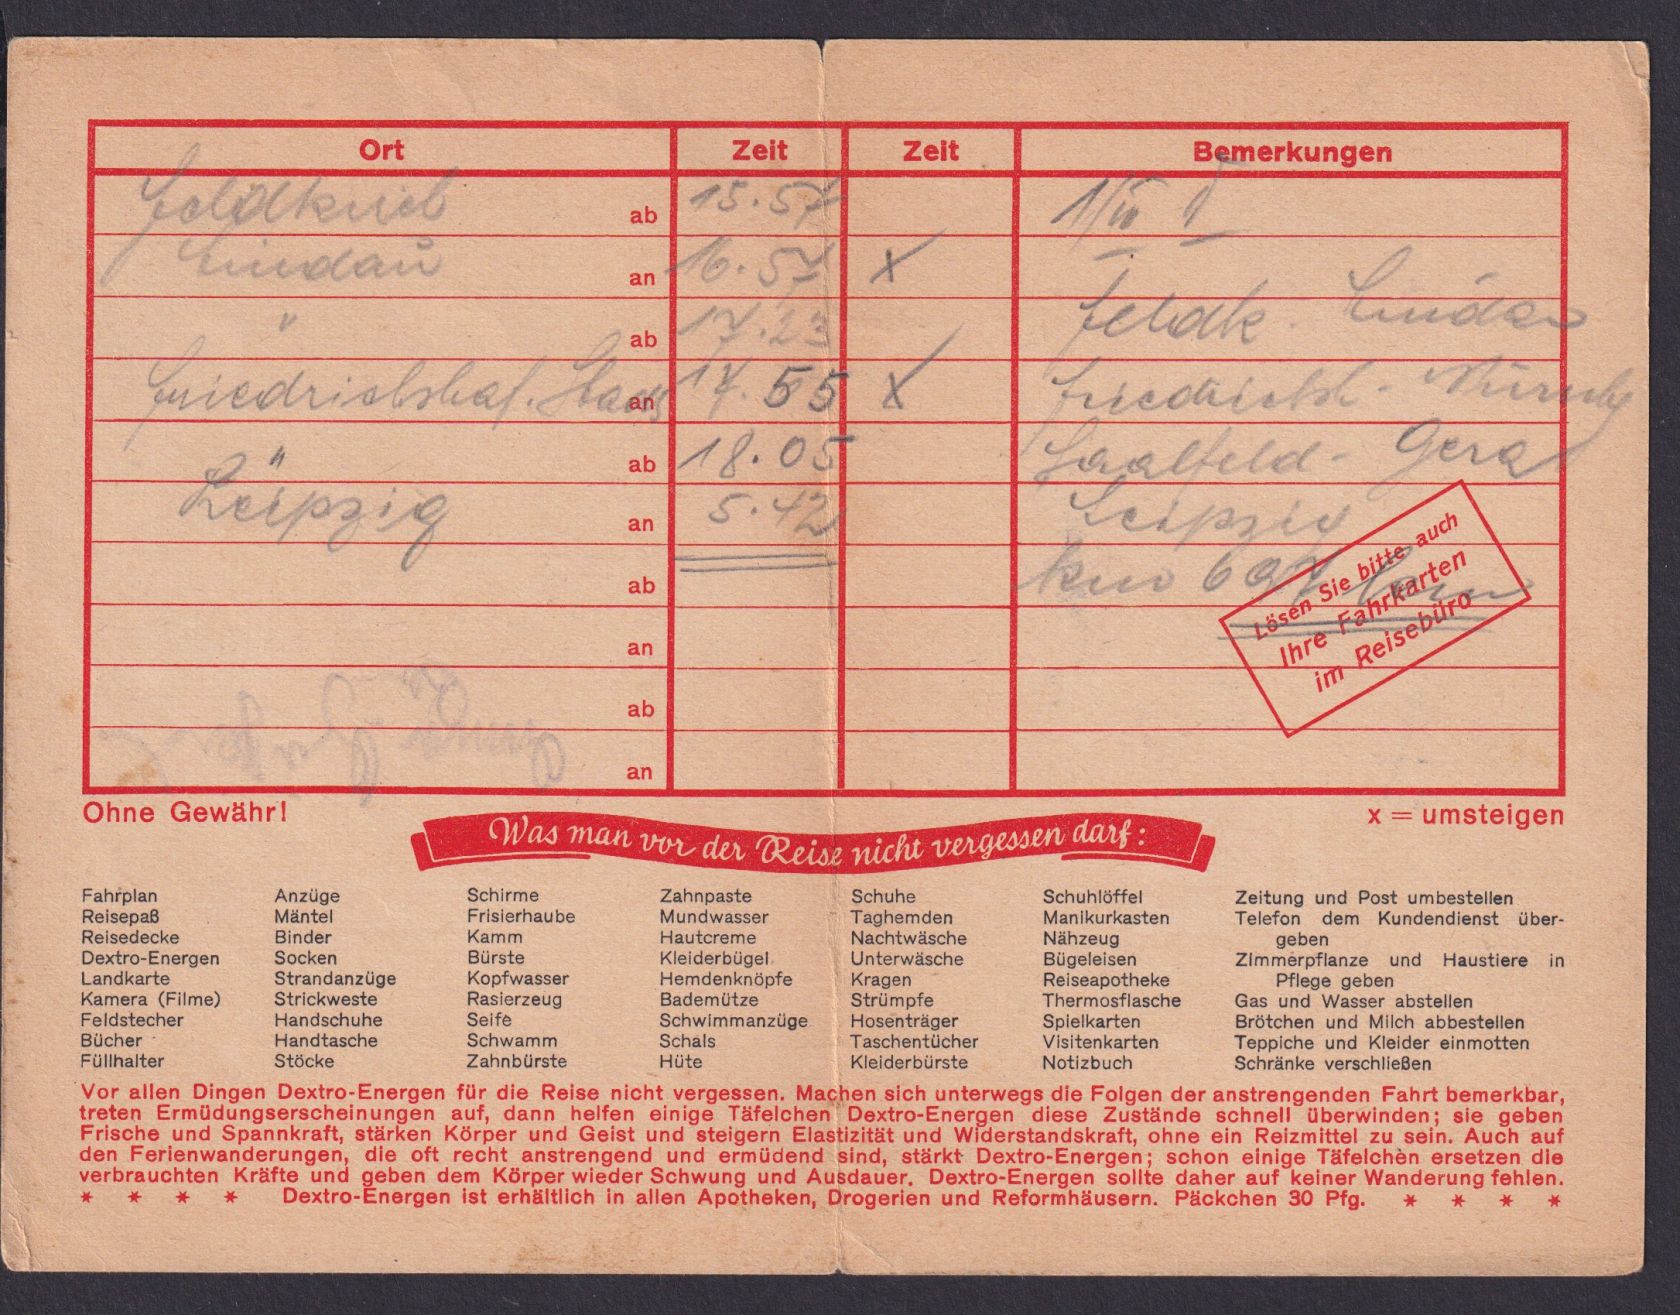 Ort Zeit Zeit Bemerkungen
Feldkirch ab 15.57 1/III
Lindau an 16.57 x
" ab 17.23 Feldk. Lindau
Friedrichshaf. an 17.55 x Friedrichsh - Nürnbg
" ab 18.05 Saalfeld - Gera
Leipzig an 5.42 Leipzig
ab km 697
an
ab
an
Lösen Sie bitte auch
Ihre Fahrkarten
im Reisebüro
Ohne Gewähr! x = umsteigen
Was man vor der Reise nicht vergessen darf:
Fahrplan Anzüge Schirme Zahnpaste Schuhe Schuhlöffel Zeitung und Post umbestellen
Reisepaß Mäntel Frisierhaube Mundwasser Taghemden Manikurkasten Telefon dem Kundendienst über-
Reisedecke Binder Kamm Hautcreme Nachtwäsche Nähzeug geben
Dextro-Energen Socken Bürste Kleiderbügel Unterwäsche Bügeleisen Zimmerpflanze und Haustiere in
Landkarte Strandanzüge Kopfwasser Hemdenknöpfe Kragen Reiseapotheke Pflege geben
Kamera (Filme) Strickweste Rasierzeug Bademütze Strümpfe Thermosflasche Gas und Wasser abstellen
Feldstecher Handschuhe Seife Schwimmanzüge Hosenträger Spielkarten Brötchen und Milch abbestellen
Bücher Handtasche Schwamm Schals Taschentücher Visitenkarten Teppiche und Kleider einmotten
Füllhalter Stöcke Zahnbürste Hüte Kleiderbürste Notizbuch Schränke verschließen
Vor allen Dingen Dextro-Energen für die Reise nicht vergessen. Machen sich unterwegs die Folgen der anstrengenden Fahrt bemerkbar,
treten Ermüdungserscheinungen auf, dann helfen einige Täfelchen Dextro-Energen diese Zustände schnell überwinden; sie geben
Frische und Spannkraft, stärken Körper und Geist und steigern Elastizität und Widerstandskraft, ohne ein Reizmittel zu sein. Auch auf
den Ferienwanderungen, die oft recht anstrengend und ermüdend sind, stärkt Dextro-Energen; schon einige Täfelchen ersetzen die
verbrauchten Kräfte und geben dem Körper wieder Schwung und Ausdauer. Dextro-Energen sollte daher auf keiner Wanderung fehlen.
* * * * Dextro-Energen ist erhältlich in allen Apotheken, Drogerien und Reformhäusern. Päckchen 30 Pfg. * * * *